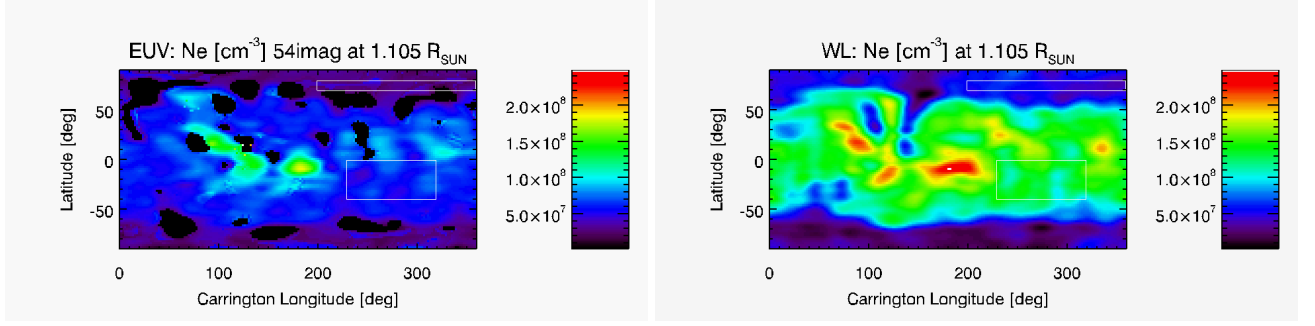 EUV: Ne [cm⁻³] 54imag at 1.105 R_SUN
Latitude [deg]
50
0
-50
0 100 200 300
Carrington Longitude [deg]
2.0×10⁸
1.5×10⁸
1.0×10⁸
5.0×10⁷
WL: Ne [cm⁻³] at 1.105 R_SUN
Latitude [deg]
50
0
-50
0 100 200 300
Carrington Longitude [deg]
2.0×10⁸
1.5×10⁸
1.0×10⁸
5.0×10⁷